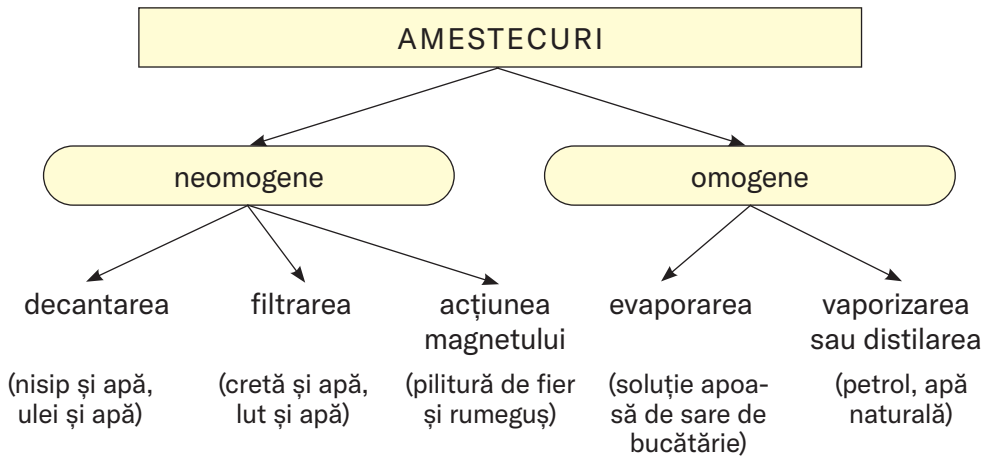 AMESTECURI
neomogene
omogene
decantarea
filtrarea
acțiunea
magnetului
evaporarea
vaporizarea
sau distilarea
(nisip și apă,
ulei și apă)
(cretă și apă,
lut și apă)
(pilitură de fier
și rumeguș)
(soluție apoa-
să de sare de
bucătărie)
(petrol, apă
naturală)